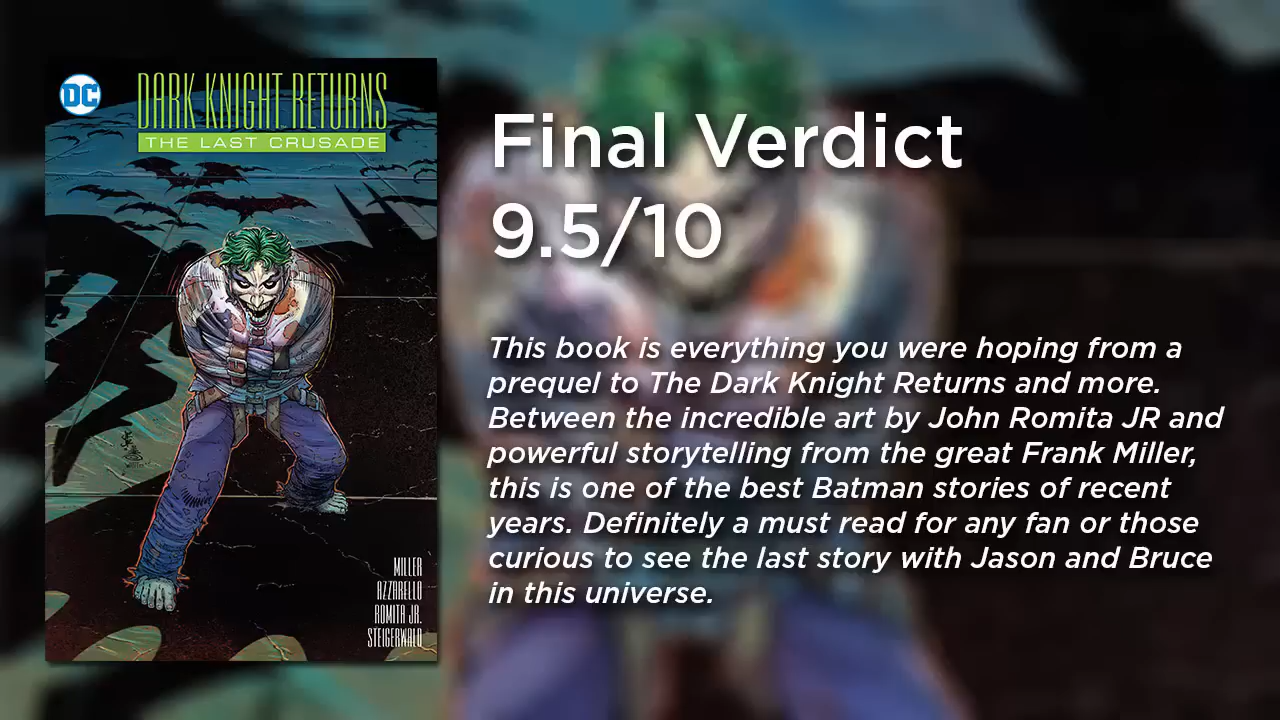 DC
DARK KNIGHT RETURNS
THE LAST CRUSADE
MILLER
AZZARELLO
ROMITA JR.
STEIGERWALD
Final Verdict
9.5/10
This book is everything you were hoping from a
prequel to The Dark Knight Returns and more.
Between the incredible art by John Romita JR and
powerful storytelling from the great Frank Miller,
this is one of the best Batman stories of recent
years. Definitely a must read for any fan or those
curious to see the last story with Jason and Bruce
in this universe.